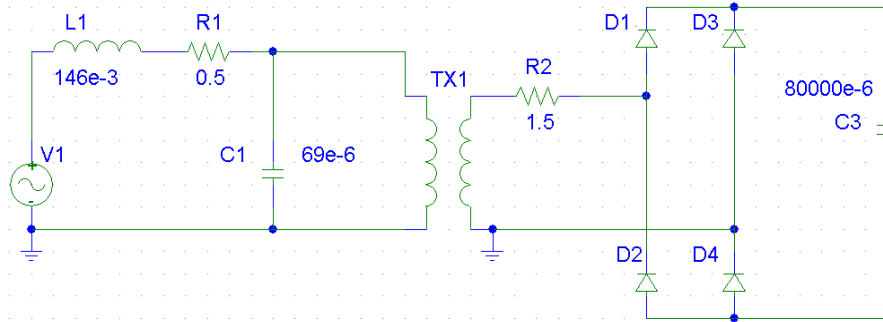 L1
R1
D1
D3
146e-3
0.5
TX1
R2
80000e-6
1.5
C3
V1
C1
69e-6
+
-
D2
D4